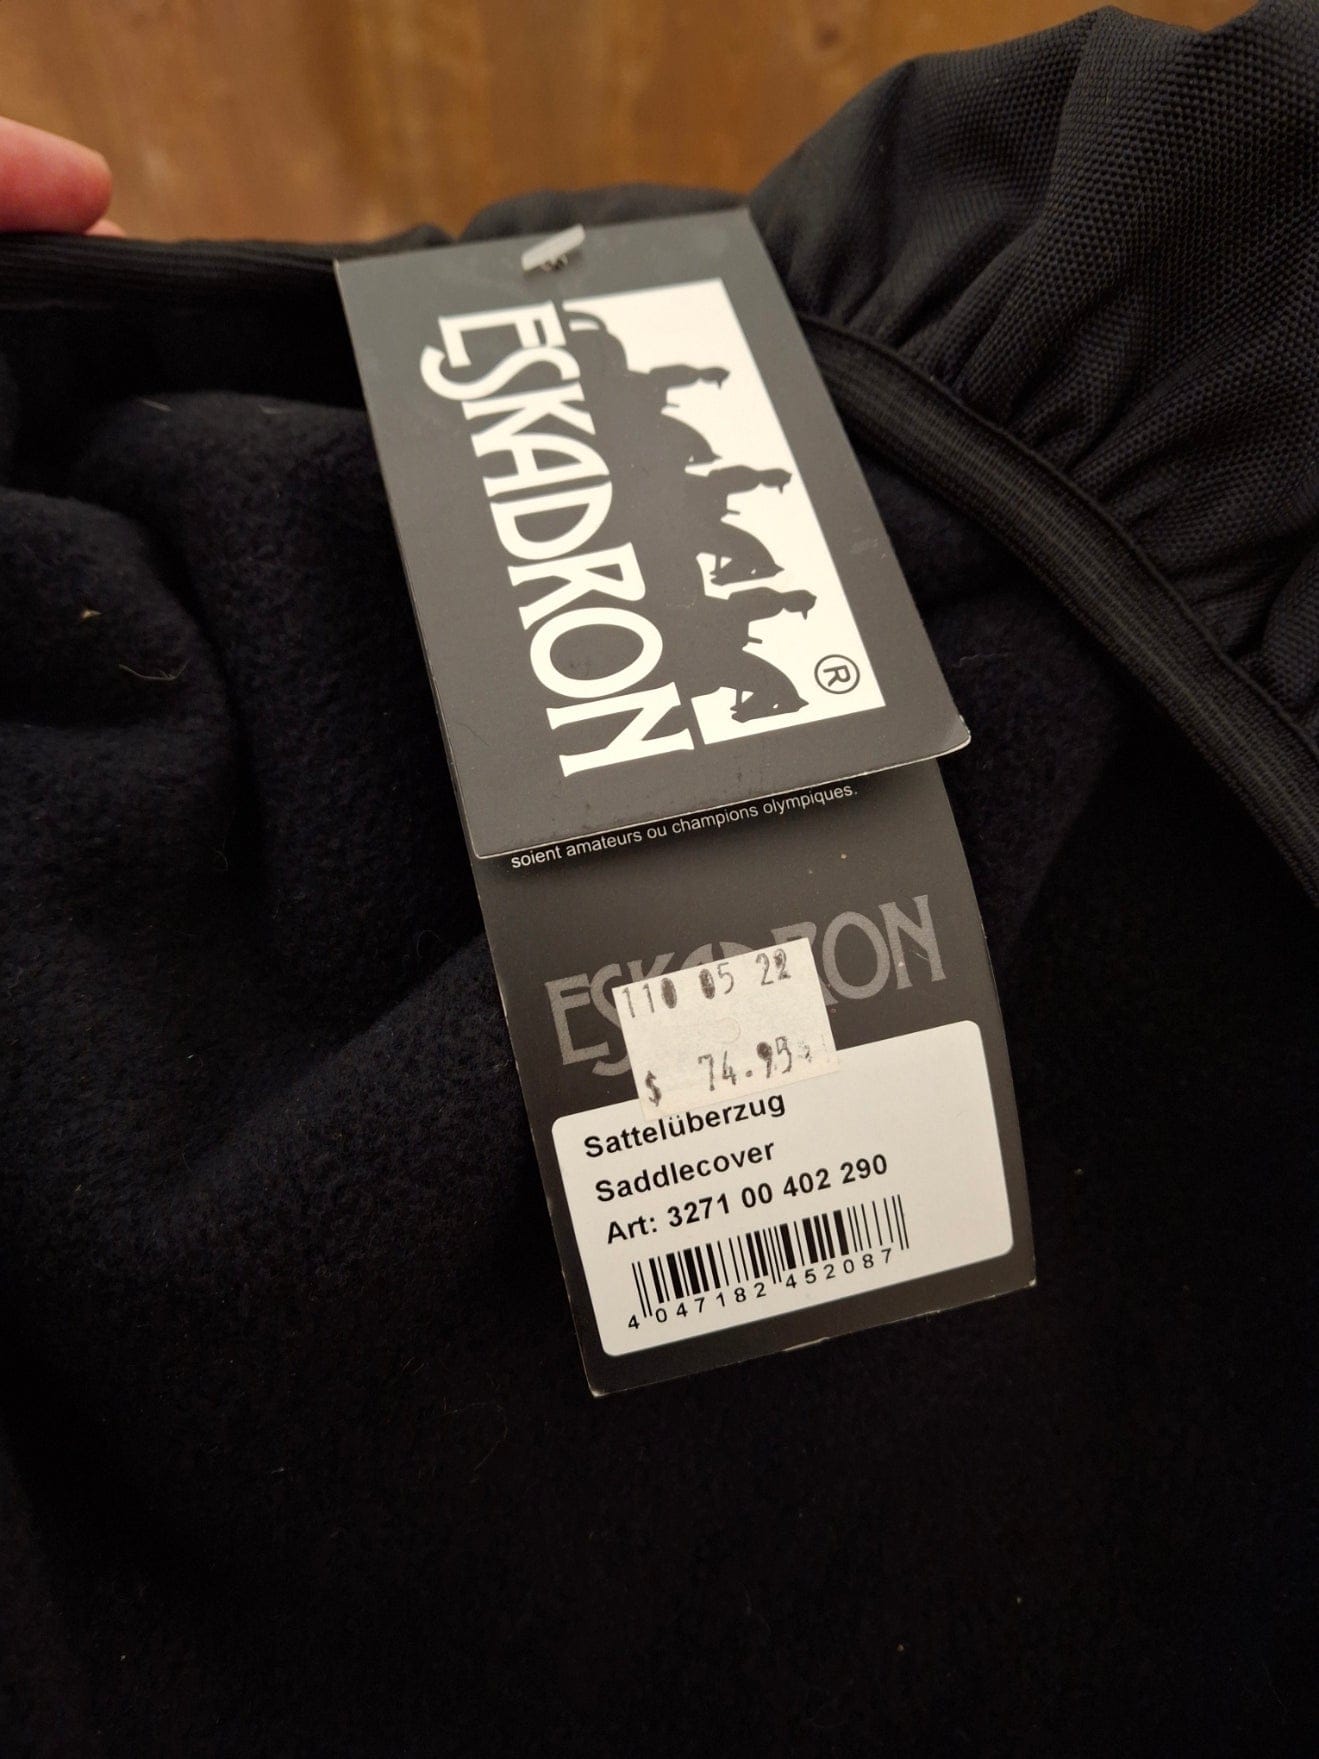 ESKADRON
®
soient amateurs ou champions olympiques.
ESKADRON
110 05 22
$ 74.95
Sattelüberzug
Saddlecover
Art: 3271 00 402 290
4 047182 452087